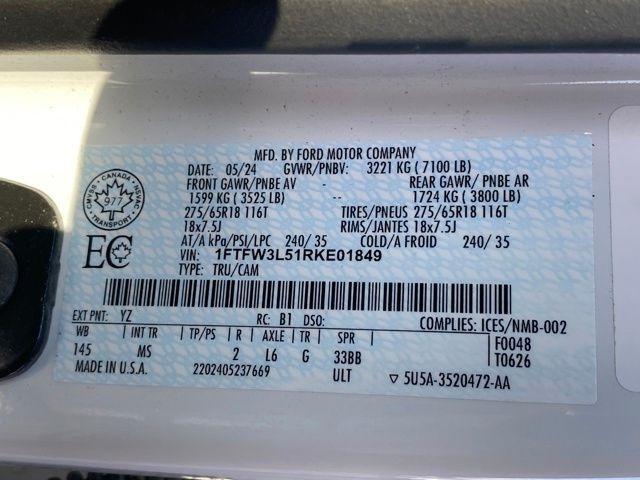 MFD. BY FORD MOTOR COMPANY
DATE: 05/24 GVWR/PNBV: 3221 KG ( 7100 LB)
FRONT GAWR/PNBE AV - REAR GAWR/ PNBE AR
1599 KG ( 3525 LB) -- 1724 KG ( 3800 LB)
275/65R18 116T TIRES/PNEUS 275/65R18 116T
18x7.5J RIMS/JANTES 18x7.5J
AT/A kPa/PSI/LPC 240/ 35 COLD/A FROID 240/ 35
VIN: 1FTFW3L51RKE01849
TYPE: TRU/CAM
CMVSS CANADA NSVAC
977
TRANSPORT
EC
EXT PNT: YZ RC: B1 DSO: COMPLIES: ICES/NMB-002
WB INT TR TP/PS R AXLE TR SPR F0048
145 MS 2 L6 G 33BB T0626
MADE IN U.S.A. 2202405237669 ULT ▽ 5U5A-3520472-AA